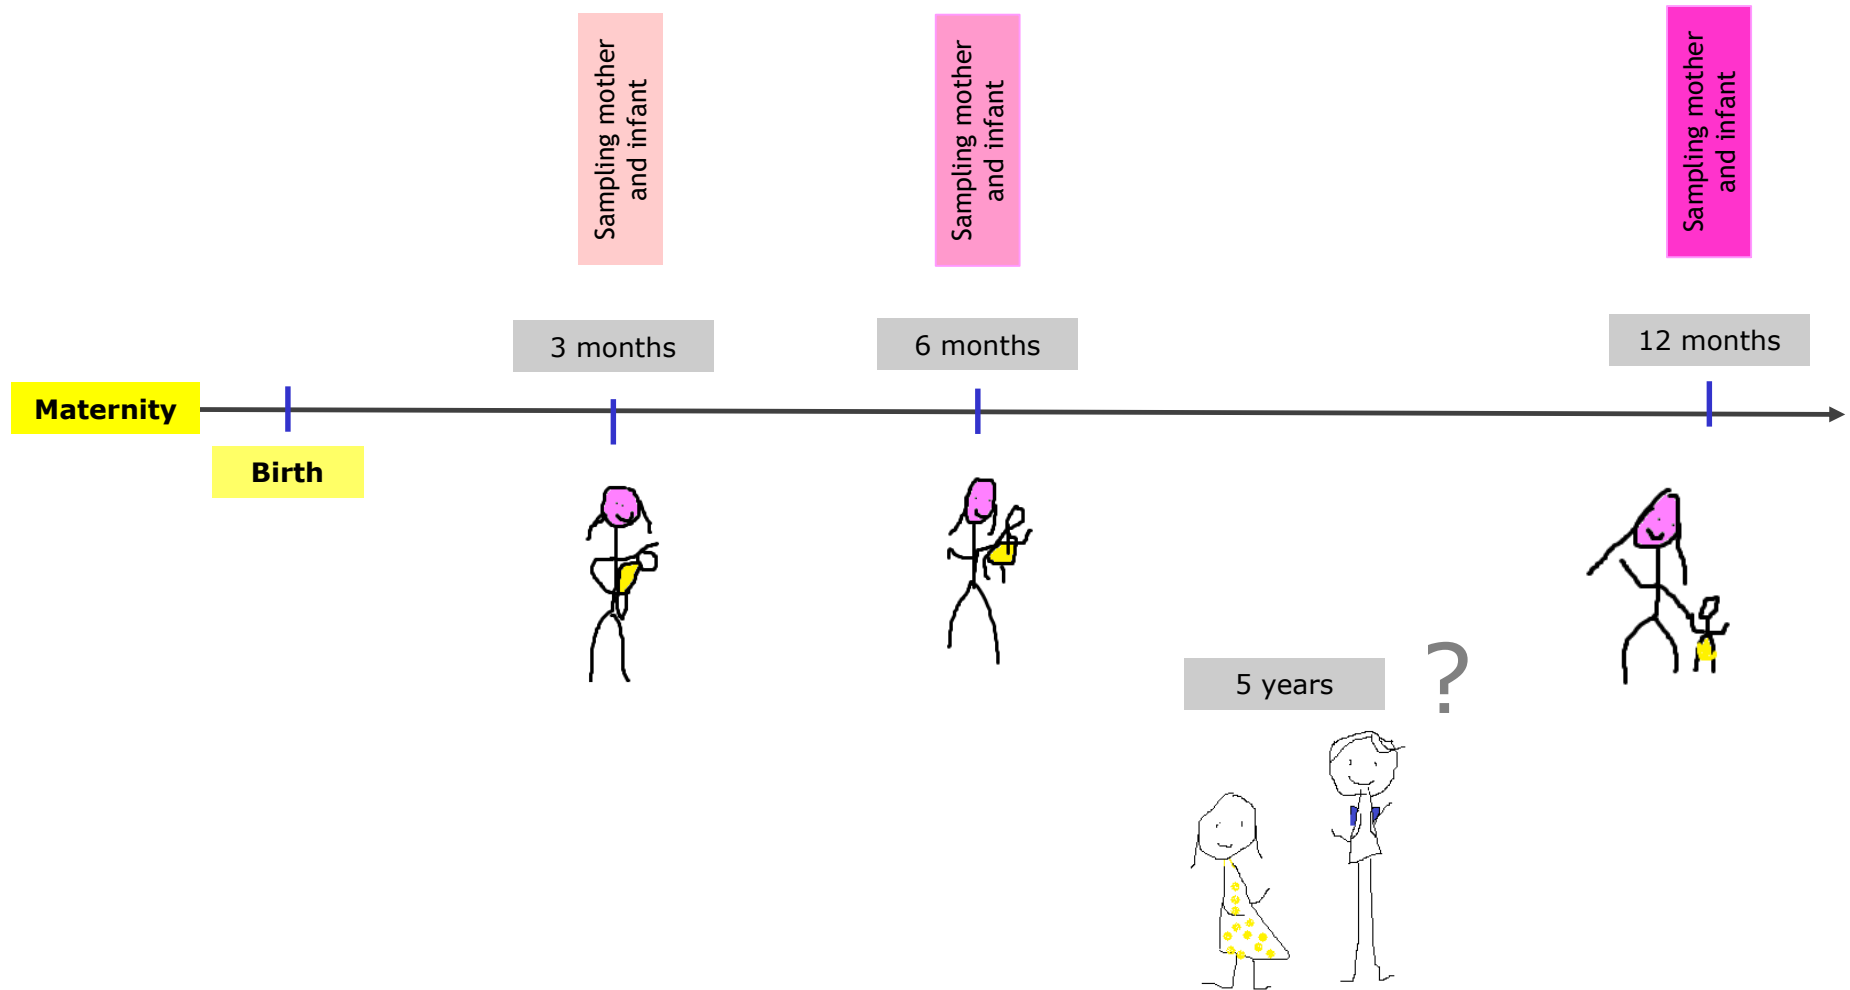 Sampling mother
and infant
Sampling mother
and infant
Sampling mother
and infant
3 months
6 months
12 months
Maternity
Birth
5 years
?